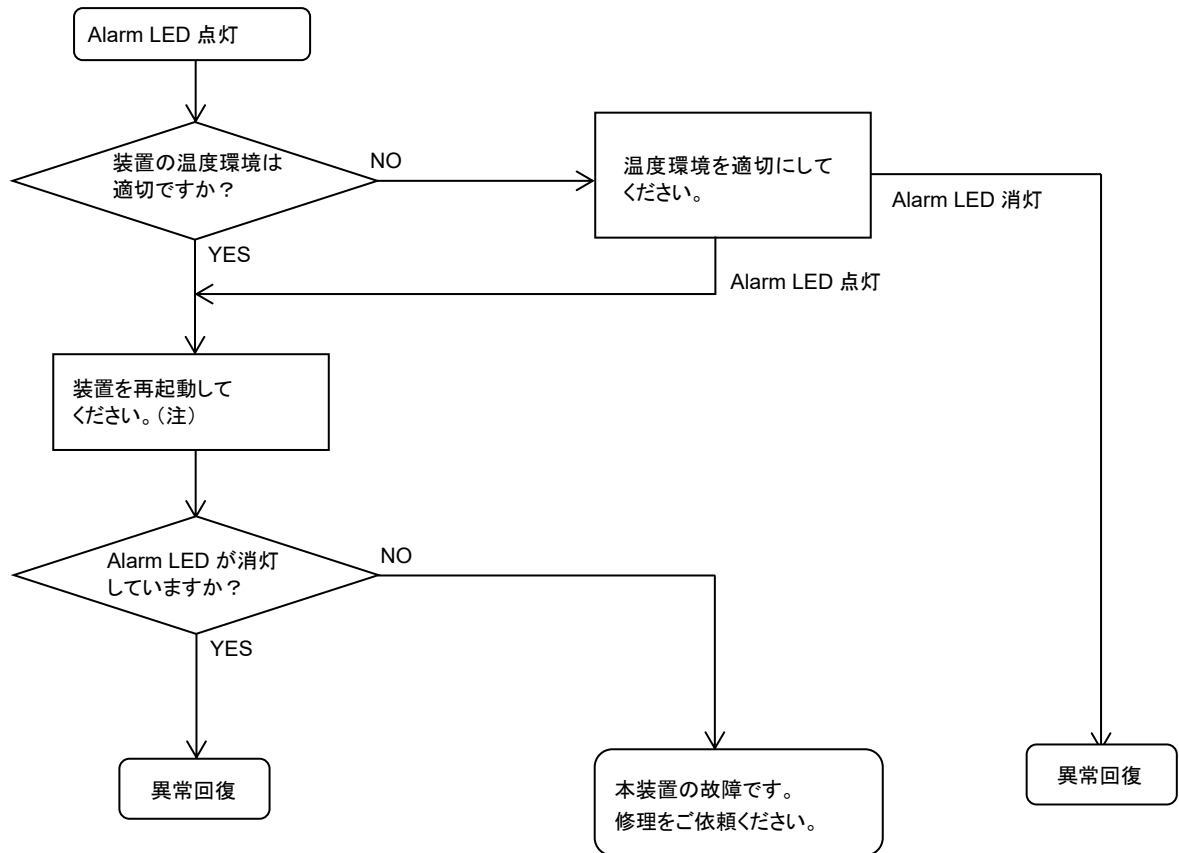 Alarm LED 点灯
装置の温度環境は
適切ですか？
NO
温度環境を適切にして
ください。
Alarm LED 消灯
YES
Alarm LED 点灯
装置を再起動して
ください。（注）
Alarm LED が消灯
していますか？
NO
YES
異常回復
本装置の故障です。
修理をご依頼ください。
異常回復